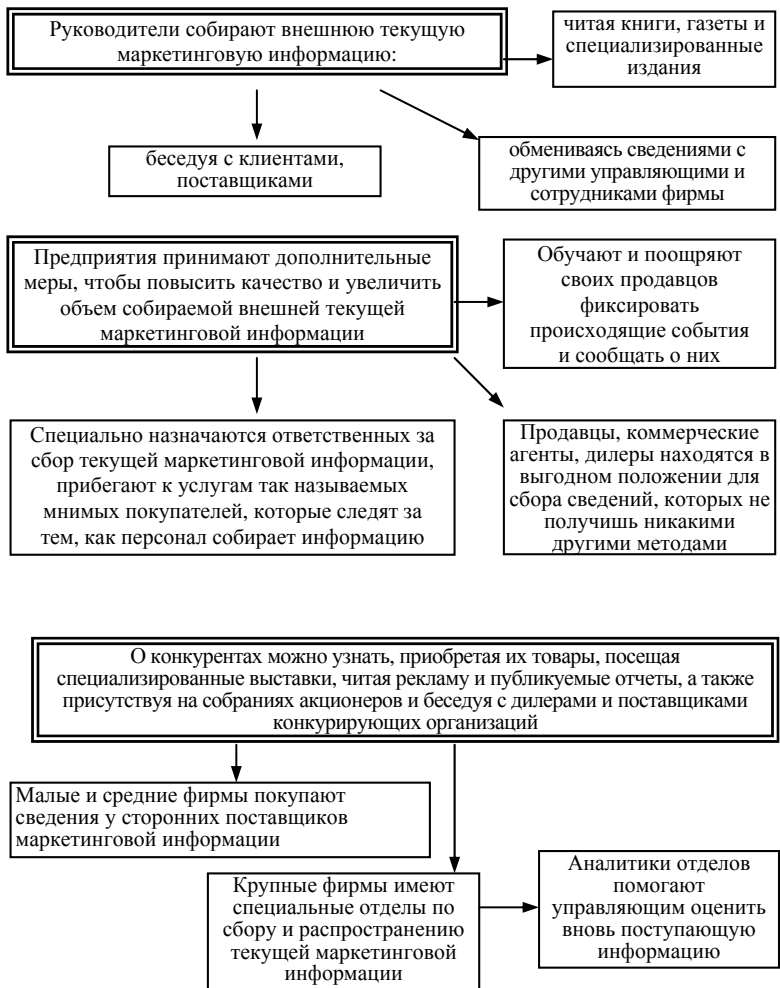 Руководители собирают внешнюю текущую
маркетинговую информацию:
читая книги, газеты и
специализированные
издания
беседуя с клиентами,
поставщиками
обмениваясь сведениями с
другими управляющими и
сотрудниками фирмы
Предприятия принимают дополнительные
меры, чтобы повысить качество и увеличить
объем собираемой внешней текущей
маркетинговой информации
Обучают и поощряют
своих продавцов
фиксировать
происходящие события
и сообщать о них
Специально назначаются ответственных за
сбор текущей маркетинговой информации,
прибегают к услугам так называемых
мнимых покупателей, которые следят за
тем, как персонал собирает информацию
Продавцы, коммерческие
агенты, дилеры находятся в
выгодном положении для
сбора сведений, которых не
получишь никакими
другими методами
О конкурентах можно узнать, приобретая их товары, посещая
специализированные выставки, читая рекламу и публикуемые отчеты, а также
присутствуя на собраниях акционеров и беседуя с дилерами и поставщиками
конкурирующих организаций
Малые и средние фирмы покупают
сведения у сторонних поставщиков
маркетинговой информации
Крупные фирмы имеют
специальные отделы по
сбору и распространению
текущей маркетинговой
информации
Аналитики отделов
помогают
управляющим оценить
вновь поступающую
информацию